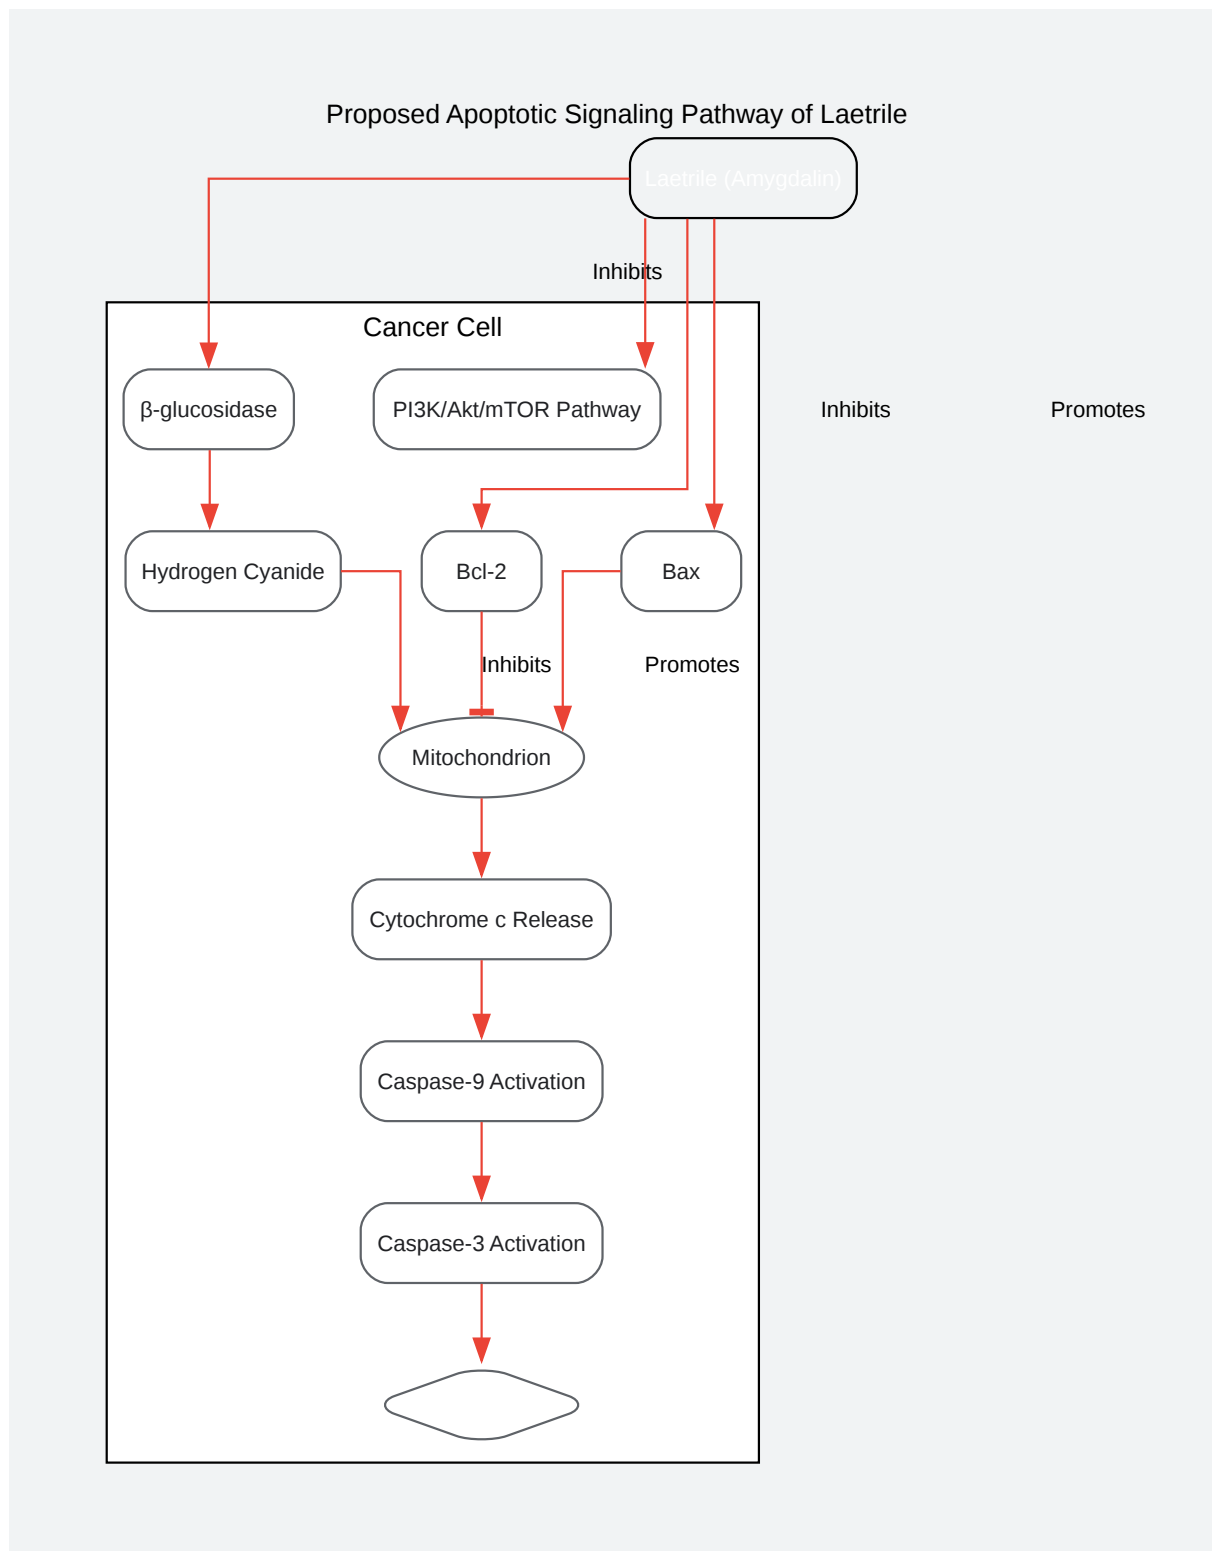 Proposed Apoptotic Signaling Pathway of Laetrile
Laetrile (Amygdalin)
Inhibits
Cancer Cell
β-glucosidase
PI3K/Akt/mTOR Pathway
Inhibits
Promotes
Hydrogen Cyanide
Bcl-2
Bax
Inhibits
Promotes
Mitochondrion
Cytochrome c Release
Caspase-9 Activation
Caspase-3 Activation